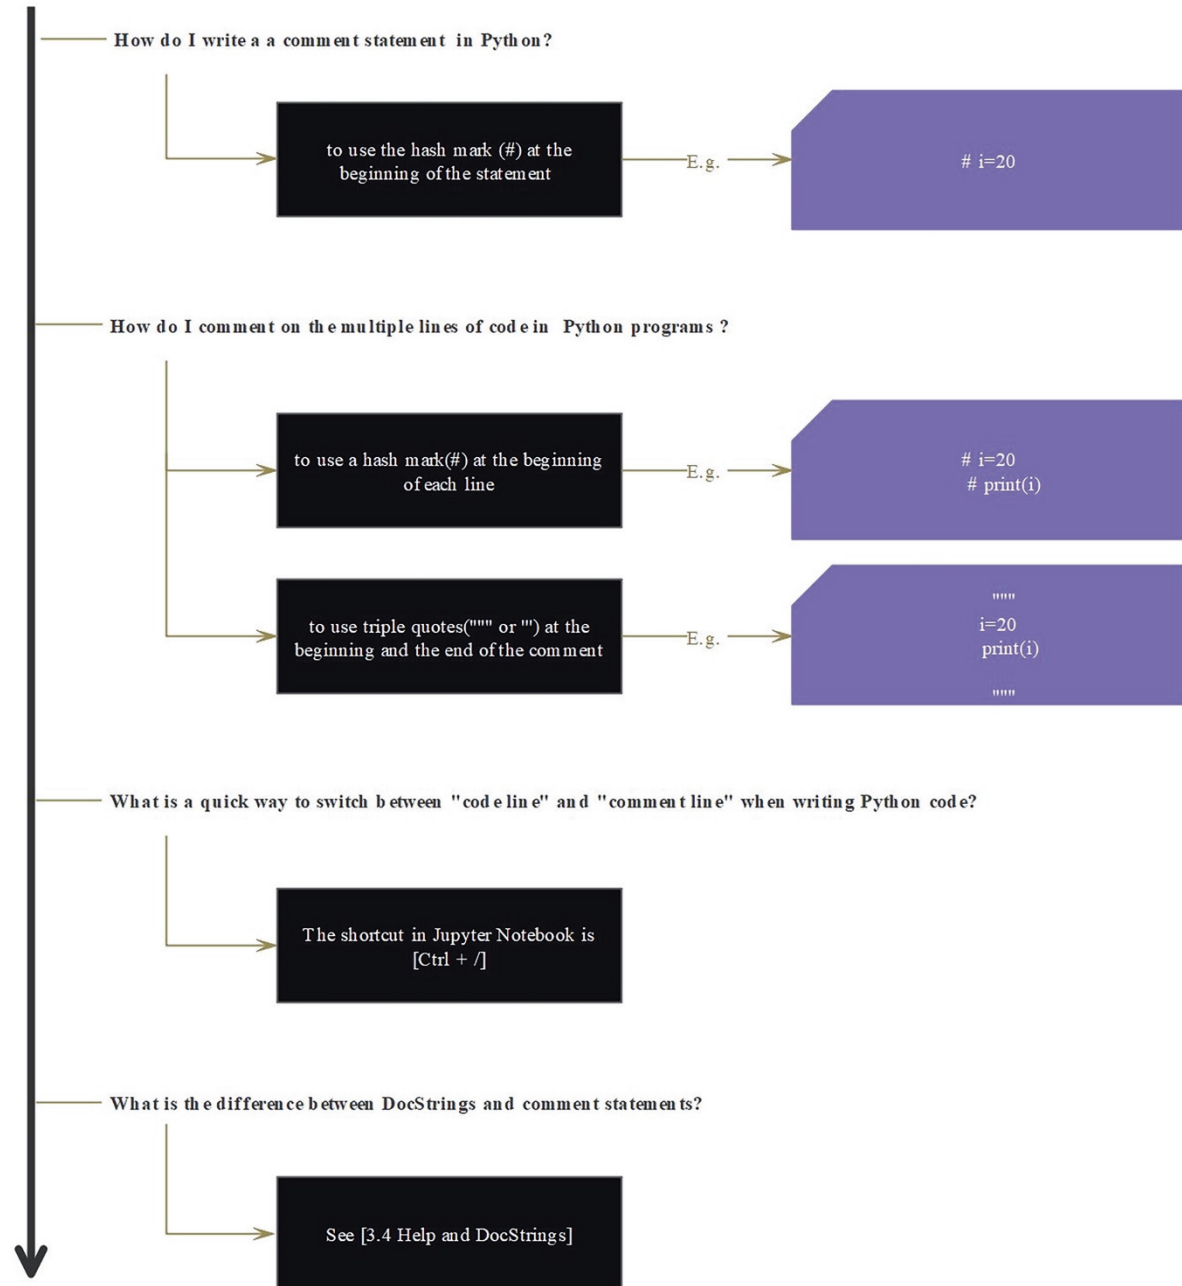 How do I write a a comment statement in Python?
to use the hash mark (#) at the
beginning of the statement
E.g.
# i=20
How do I comment on the multiple lines of code in Python programs ?
to use a hash mark(#) at the beginning
of each line
E.g.
# i=20
# print(i)
to use triple quotes(""" or ''') at the
beginning and the end of the comment
E.g.
"""
i=20
print(i)
"""
What is a quick way to switch between "code line" and "comment line" when writing Python code?
The shortcut in Jupyter Notebook is
[Ctrl + /]
What is the difference between DocStrings and comment statements?
See [3.4 Help and DocStrings]